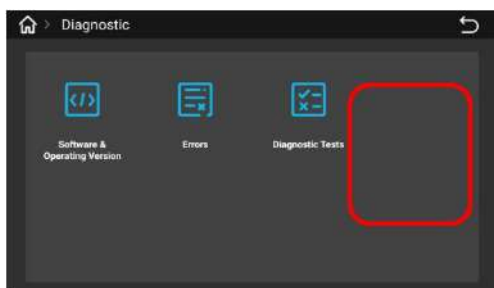 > Diagnostic
</>
Software &
Operating Version
Errors
Diagnostic Tests